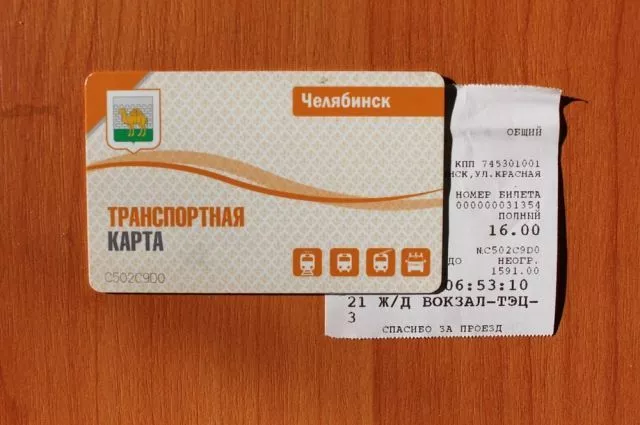 Челябинск
ТРАНСПОРТНАЯ
КАРТА
C502C9D0
ОБЩИЙ
КПП 745301001
НСК, УЛ.КРАСНАЯ
НОМЕР БИЛЕТА
000000031354
ПОЛНЫЙ
16.00
N.C502C9D0
ДО НЕОГР.
1591.00
06:53:10
21 Ж/Д ВОКЗАЛ-ТЭЦ-
3
СПАСИБО ЗА ПРОЕЗД